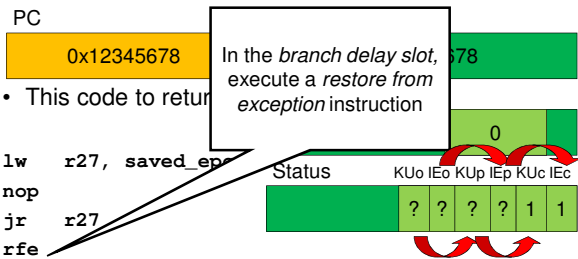 PC
0x12345678
678
In the branch delay slot,
execute a restore from
exception instruction
• This code to retur
0
lw r27, saved_epc
Status
KUo IEo KUp IEp KUc IEc
nop
? ? ? ? 1 1
jr r27
rfe